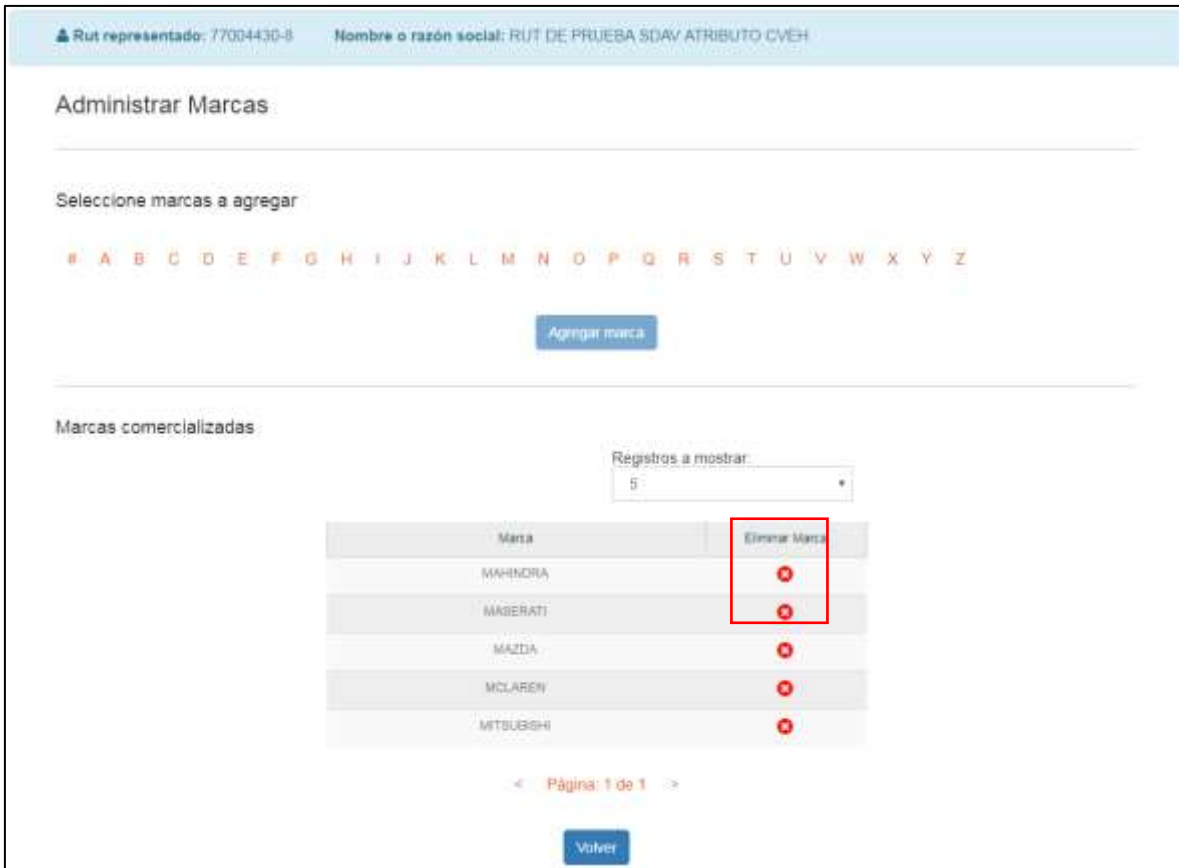 Rut representado: 77004430-8 Nombre o razón social: RUT DE PRUEBA SDAV ATRIBUTO CVEH
Administrar Marcas
Seleccione marcas a agregar
# A B C D E F G H I J K L M N O P Q R S T U V W X Y Z
Agregar marca
Marcas comercializadas
Registros a mostrar:
5
Marca Eliminar Marca
MAHINDRA
MASERATI
MAZDA
MCLAREN
MITSUBISHI
< Página: 1 de 1 >
Volver